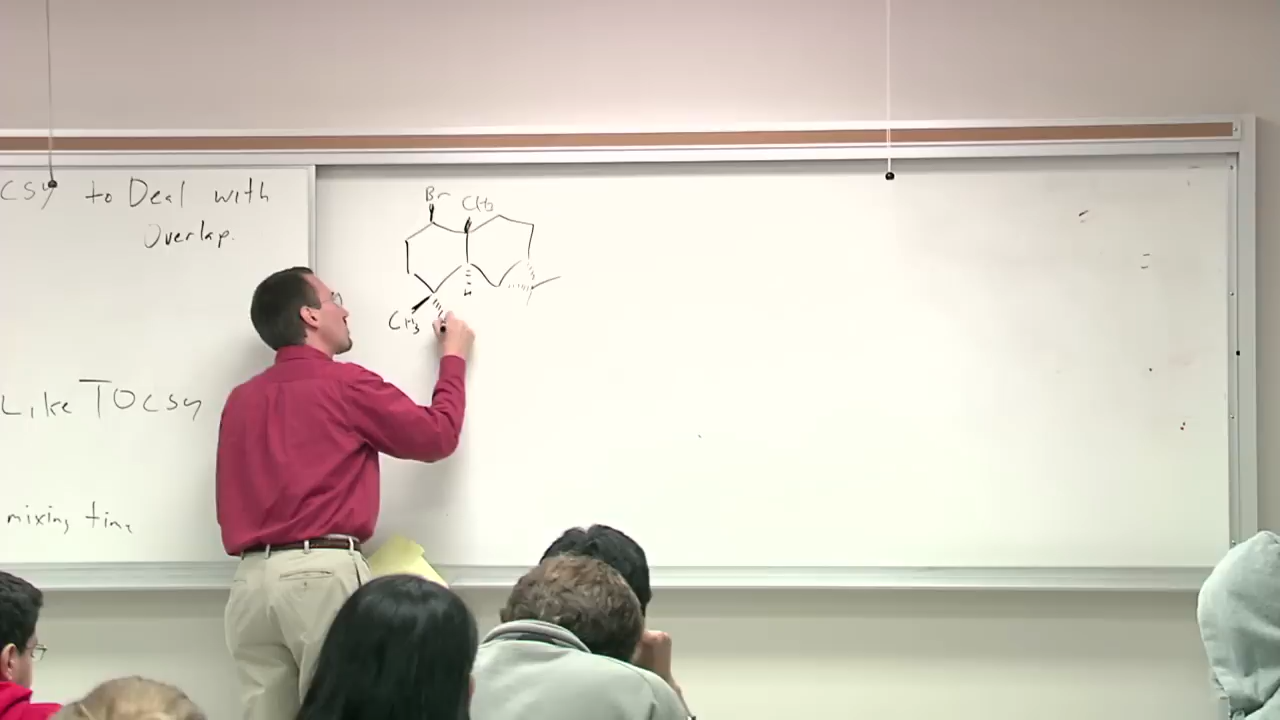 CSY to Deal with
Overlap.
Like TOCSY
mixing time
Br
CH3
H
CH3